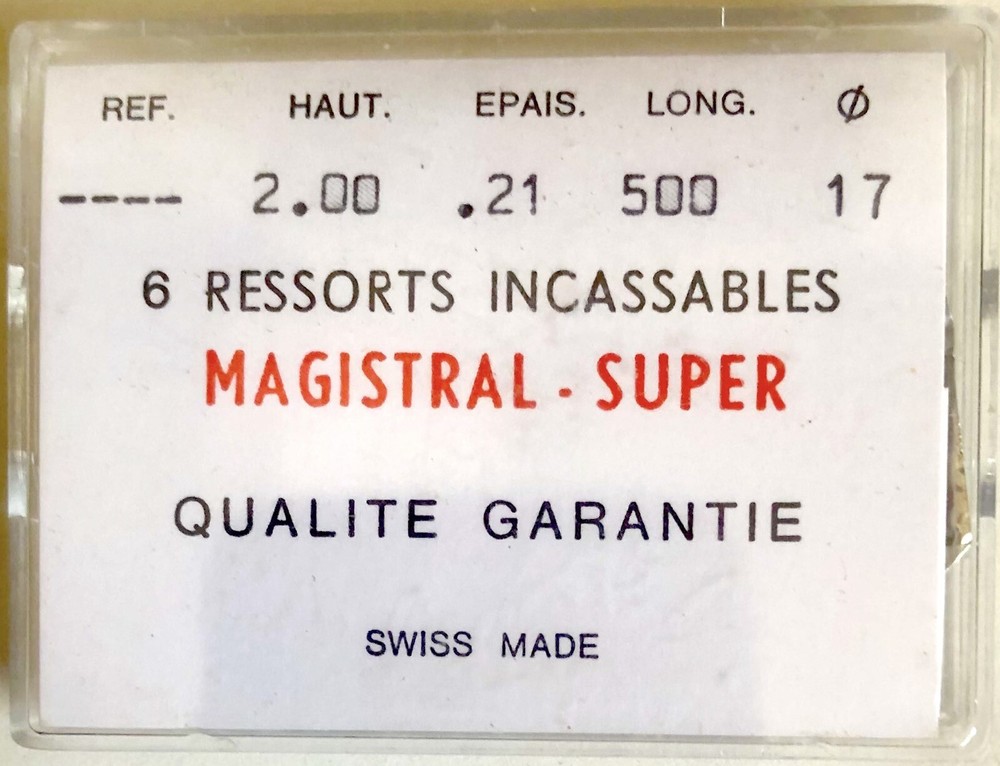 REF. HAUT. EPAIS. LONG. Ø
---- 2.00 .21 500 17
6 RESSORTS INCASSABLES
MAGISTRAL - SUPER
QUALITE GARANTIE
SWISS MADE